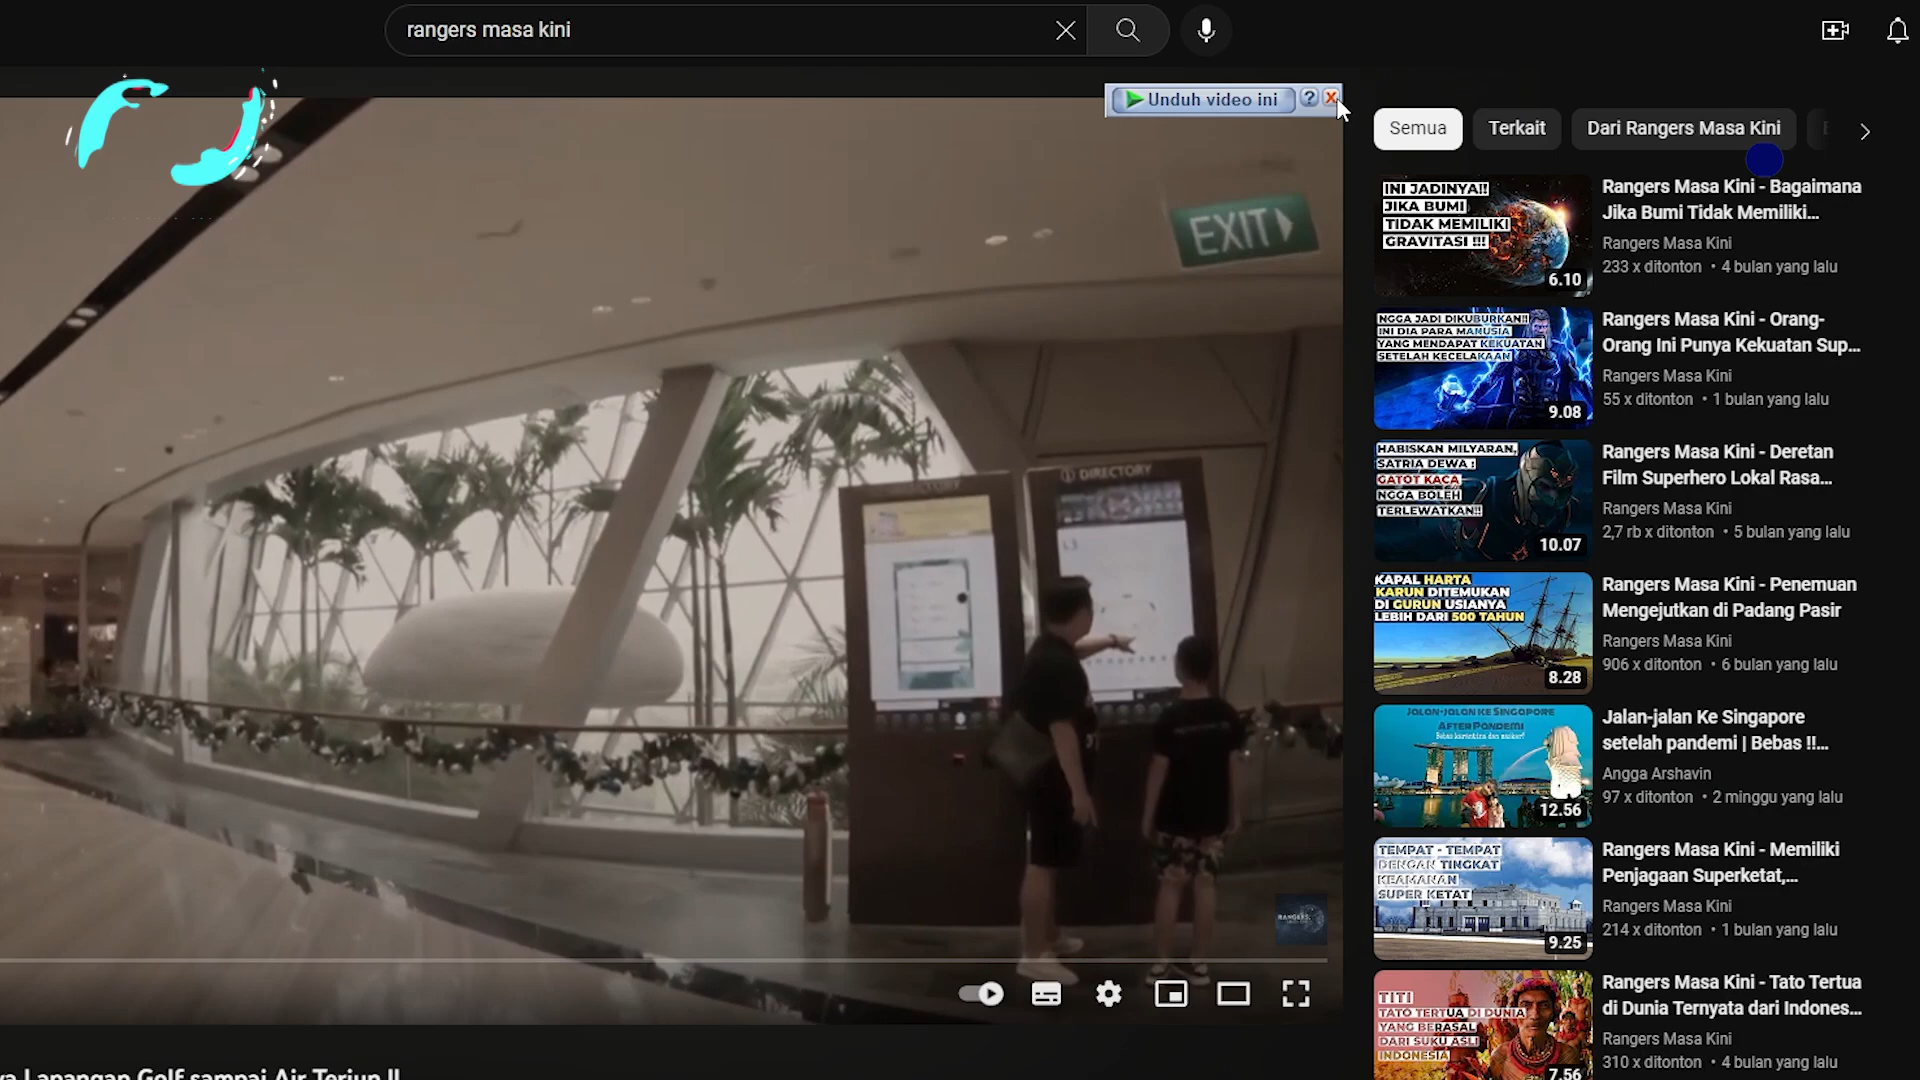 rangers masa kini
Unduh video ini
?
EXIT
DIRECTORY
L3
RANGERS
Semua
Terkait
Dari Rangers Masa Kini
INI JADINYA!!
JIKA BUMI
TIDAK MEMILIKI
GRAVITASI !!!
6.10
Rangers Masa Kini - Bagaimana
Jika Bumi Tidak Memiliki...
Rangers Masa Kini
233 x ditonton • 4 bulan yang lalu
NGGA JADI DIKUBURKAN!!
INI DIA PARA MANUSIA
YANG MENDAPAT KEKUATAN
SETELAH KECELAKAAN
9.08
Rangers Masa Kini - Orang-
Orang Ini Punya Kekuatan Sup...
Rangers Masa Kini
55 x ditonton • 1 bulan yang lalu
HABISKAN MILYARAN,
SATRIA DEWA :
GATOT KACA
NGGA BOLEH
TERLEWATKAN!!
10.07
Rangers Masa Kini - Deretan
Film Superhero Lokal Rasa...
Rangers Masa Kini
2,7 rb x ditonton • 5 bulan yang lalu
KAPAL HARTA
KARUN DITEMUKAN
DI GURUN USIANYA
LEBIH DARI 500 TAHUN
8.28
Rangers Masa Kini - Penemuan
Mengejutkan di Padang Pasir
Rangers Masa Kini
906 x ditonton • 6 bulan yang lalu
JALAN-JALAN KE SINGAPORE
AFTER PANDEMI
Bebas karantina dan masker!
12.56
Jalan-jalan Ke Singapore
setelah pandemi | Bebas !!...
Angga Arshavin
97 x ditonton • 2 minggu yang lalu
TEMPAT - TEMPAT
DENGAN TINGKAT
KEAMANAN
SUPER KETAT
9.25
Rangers Masa Kini - Memiliki
Penjagaan Superketat,...
Rangers Masa Kini
214 x ditonton • 1 bulan yang lalu
TITI
TATO TERTUA DI DUNIA
YANG BERASAL
DARI SUKU ASLI
INDONESIA
7.56
Rangers Masa Kini - Tato Tertua
di Dunia Ternyata dari Indones...
Rangers Masa Kini
310 x ditonton • 4 bulan yang lalu
Lapangan Golf sampai Air Terjun !!